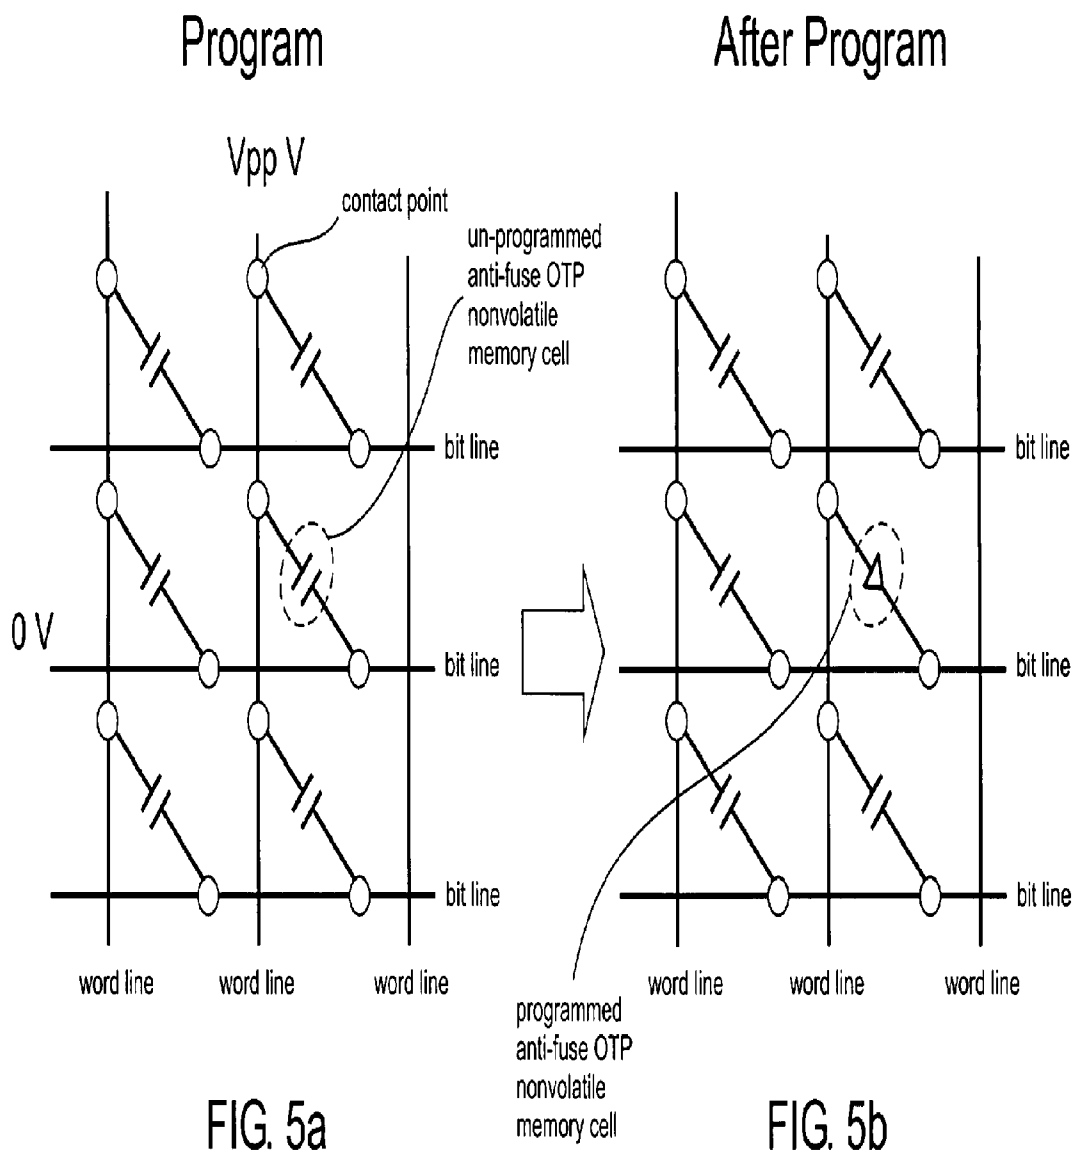 Program
After Program
Vpp V
contact point
un-programmed
anti-fuse OTP
nonvolatile
memory cell
bit line
bit line
0 V
bit line
bit line
bit line
bit line
word line
word line
word line
word line
word line
word line
programmed
anti-fuse OTP
nonvolatile
memory cell
FIG. 5a
FIG. 5b